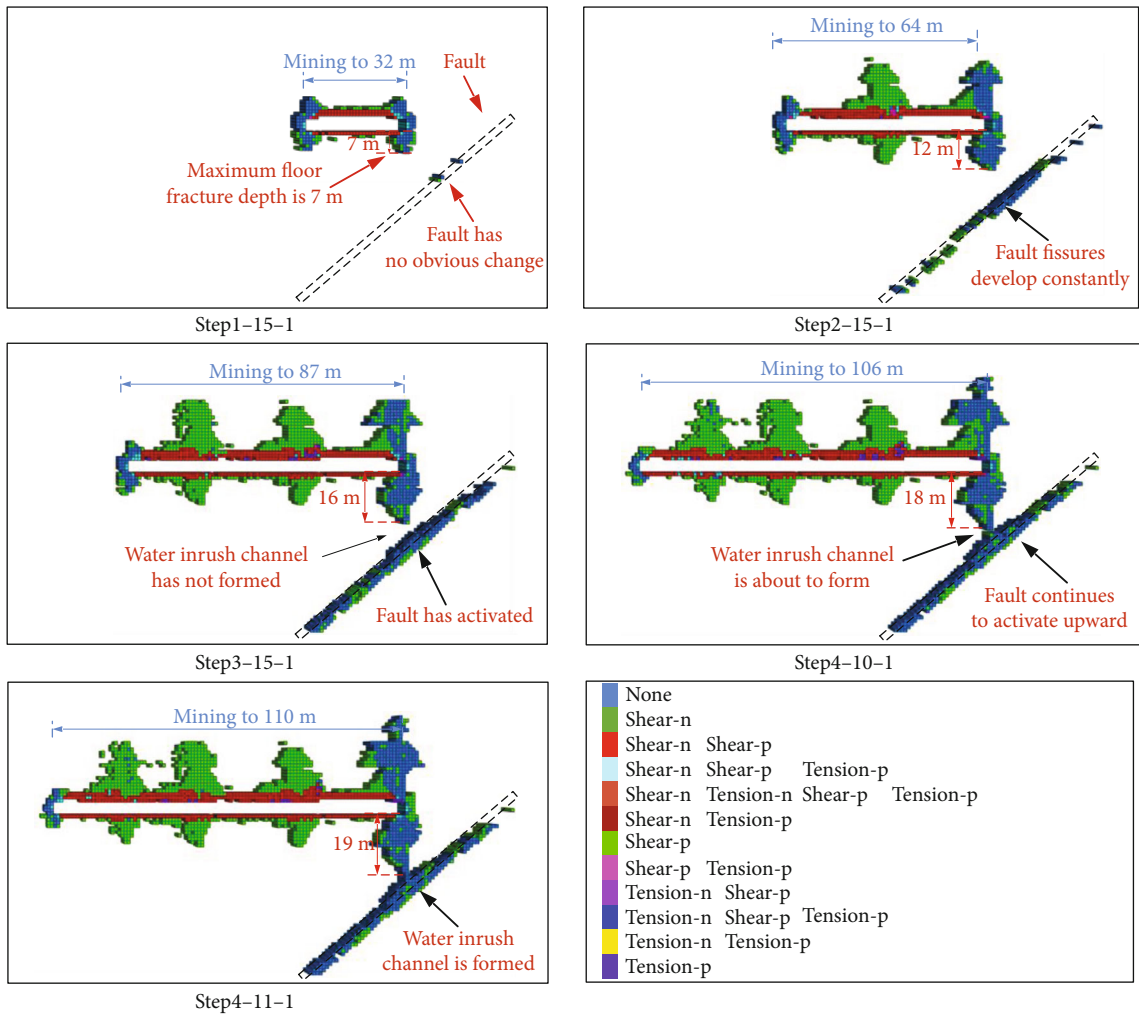 Mining to 32 m
Fault
7 m
Maximum floor
fracture depth is 7 m
Fault has
no obvious change
Step1–15–1
Mining to 64 m
12 m
Fault fissures
develop constantly
Step2–15–1
Mining to 87 m
16 m
Water inrush channel
has not formed
Fault has activated
Step3–15–1
Mining to 106 m
18 m
Water inrush channel
is about to form
Fault continues
to activate upward
Step4–10–1
Mining to 110 m
19 m
Water inrush
channel is formed
Step4–11–1
None
Shear-n
Shear-n Shear-p
Shear-n Shear-p Tension-p
Shear-n Tension-n Shear-p Tension-p
Shear-n Tension-p
Shear-p
Shear-p Tension-p
Tension-n Shear-p
Tension-n Shear-p Tension-p
Tension-n Tension-p
Tension-p